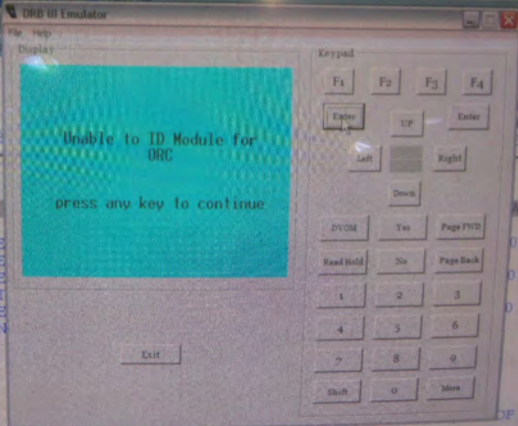 DRB III Emulator
File Help
Display
Unable to ID Module for
ORC
press any key to continue
Exit
Keypad
F1 F2 F3 F4
Enter UP Enter
Left Right
Down
DVOM Yes Page FWD
Read Hold No Page Back
1 2 3
4 5 6
7 8 9
Shift 0 More